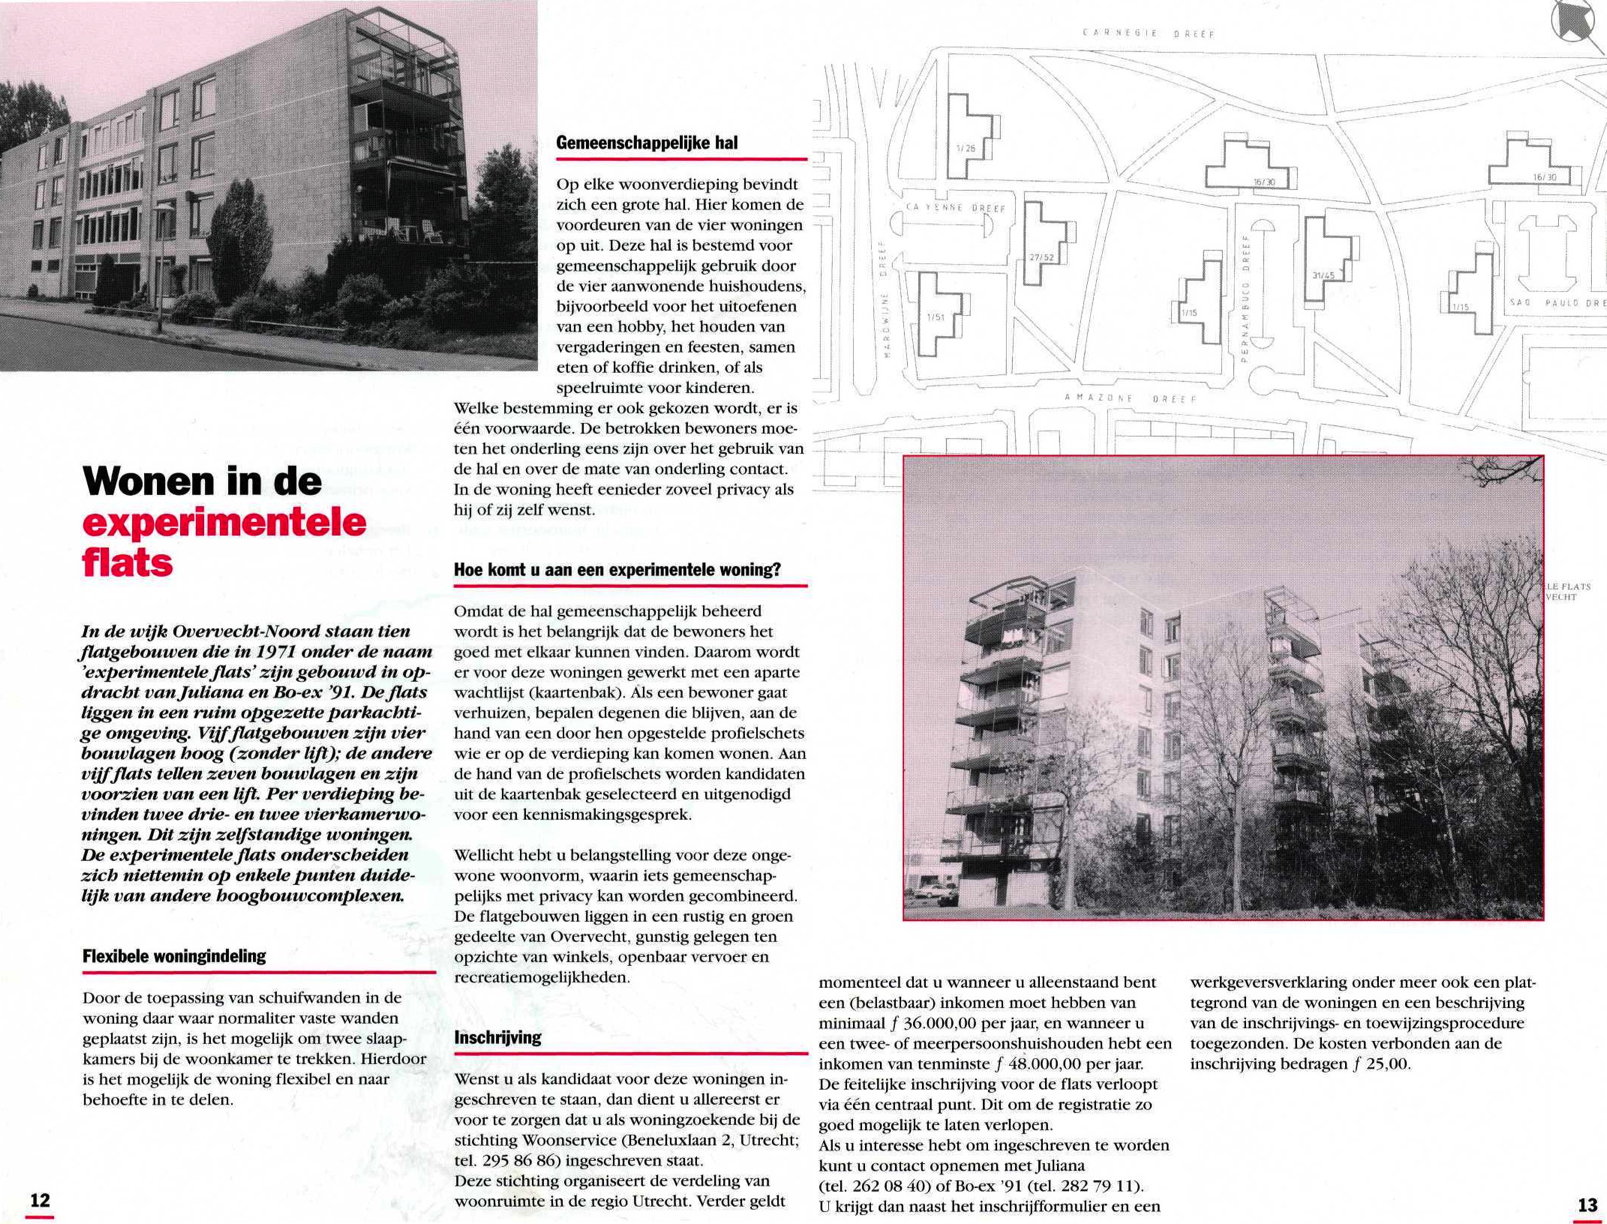 Wonen in de
experimentele
flats
In de wijk Overvecht-Noord staan tien
flatgebouwen die in 1971 onder de naam
'experimentele flats' zijn gebouwd in op-
dracht van Juliana en Bo-ex '91. De flats
liggen in een ruim opgezette parkachti-
ge omgeving. Vijf flatgebouwen zijn vier
bouwlagen hoog (zonder lift); de andere
vijf flats tellen zeven bouwlagen en zijn
voorzien van een lift. Per verdieping be-
vinden twee drie- en twee vierkamerwo-
ningen. Dit zijn zelfstandige woningen.
De experimentele flats onderscheiden
zich niettemin op enkele punten duide-
lijk van andere hoogbouwcomplexen.
Flexibele woningindeling
Door de toepassing van schuifwanden in de
woning daar waar normaliter vaste wanden
geplaatst zijn, is het mogelijk om twee slaap-
kamers bij de woonkamer te trekken. Hierdoor
is het mogelijk de woning flexibel en naar
behoefte in te delen.
12
Gemeenschappelijke hal
Op elke woonverdieping bevindt
zich een grote hal. Hier komen de
voordeuren van de vier woningen
op uit. Deze hal is bestemd voor
gemeenschappelijk gebruik door
de vier aanwonende huishoudens,
bijvoorbeeld voor het uitoefenen
van een hobby, het houden van
vergaderingen en feesten, samen
eten of koffie drinken, of als
speelruimte voor kinderen.
Welke bestemming er ook gekozen wordt, er is
één voorwaarde. De betrokken bewoners moe-
ten het onderling eens zijn over het gebruik van
de hal en over de mate van onderling contact.
In de woning heeft eenieder zoveel privacy als
hij of zij zelf wenst.
Hoe komt u aan een experimentele woning?
Omdat de hal gemeenschappelijk beheerd
wordt is het belangrijk dat de bewoners het
goed met elkaar kunnen vinden. Daarom wordt
er voor deze woningen gewerkt met een aparte
wachtlijst (kaartenbak). Als een bewoner gaat
verhuizen, bepalen degenen die blijven, aan de
hand van een door hen opgestelde profielschets
wie er op de verdieping kan komen wonen. Aan
de hand van de profielschets worden kandidaten
uit de kaartenbak geselecteerd en uitgenodigd
voor een kennismakingsgesprek.
Wellicht hebt u belangstelling voor deze onge-
wone woonvorm, waarin iets gemeenschap-
pelijks met privacy kan worden gecombineerd.
De flatgebouwen liggen in een rustig en groen
gedeelte van Overvecht, gunstig gelegen ten
opzichte van winkels, openbaar vervoer en
recreatiemogelijkheden.
Inschrijving
Wenst u als kandidaat voor deze woningen in-
geschreven te staan, dan dient u allereerst er
voor te zorgen dat u als woningzoekende bij de
stichting Woonservice (Beneluxlaan 2, Utrecht;
tel. 295 86 86) ingeschreven staat.
Deze stichting organiseert de verdeling van
woonruimte in de regio Utrecht. Verder geldt
CARNEGIE DREEF
1/26
16/30
16/30
CAYENNE DREEF
27/52
31/45
1/51
1/15
1/15
MAROWIJNE DREEF
PERNAMBUCO DREEF
SAO PAULO DRE
AMAZONE DREEF
LE FLATS
VECHT
momenteel dat u wanneer u alleenstaand bent
een (belastbaar) inkomen moet hebben van
minimaal ƒ 36.000,00 per jaar, en wanneer u
een twee- of meerpersoonshuishouden hebt een
inkomen van tenminste ƒ 48.000,00 per jaar.
De feitelijke inschrijving voor de flats verloopt
via één centraal punt. Dit om de registratie zo
goed mogelijk te laten verlopen.
Als u interesse hebt om ingeschreven te worden
kunt u contact opnemen met Juliana
(tel. 262 08 40) of Bo-ex '91 (tel. 282 79 11).
U krijgt dan naast het inschrijfformulier en een
werkgeversverklaring onder meer ook een plat-
tegrond van de woningen en een beschrijving
van de inschrijvings- en toewijzingsprocedure
toegezonden. De kosten verbonden aan de
inschrijving bedragen ƒ 25,00.
13